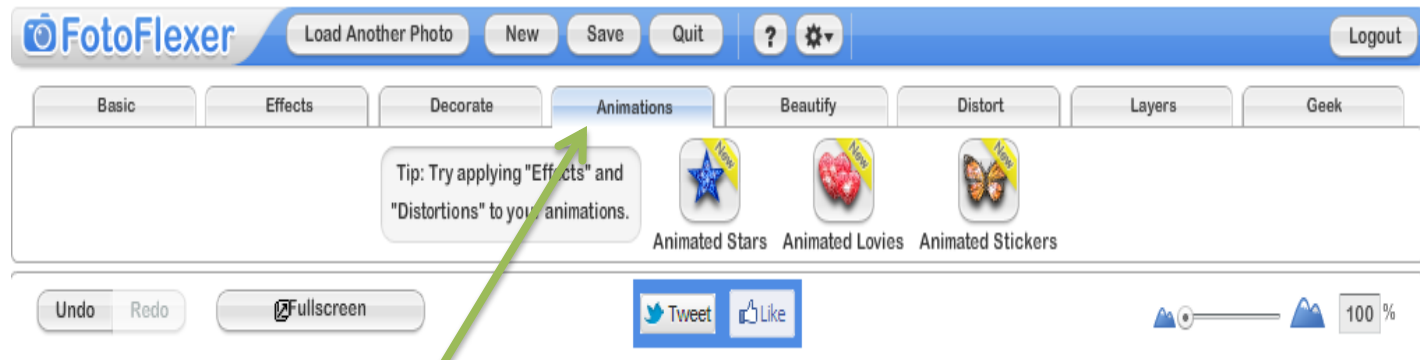 FotoFlexer Load Another Photo New Save Quit ? Logout
Basic Effects Decorate Animations Beautify Distort Layers Geek
Tip: Try applying "Effects" and
"Distortions" to your animations.
New New New
Animated Stars Animated Lovies Animated Stickers
Undo Redo Fullscreen Tweet Like 100 %